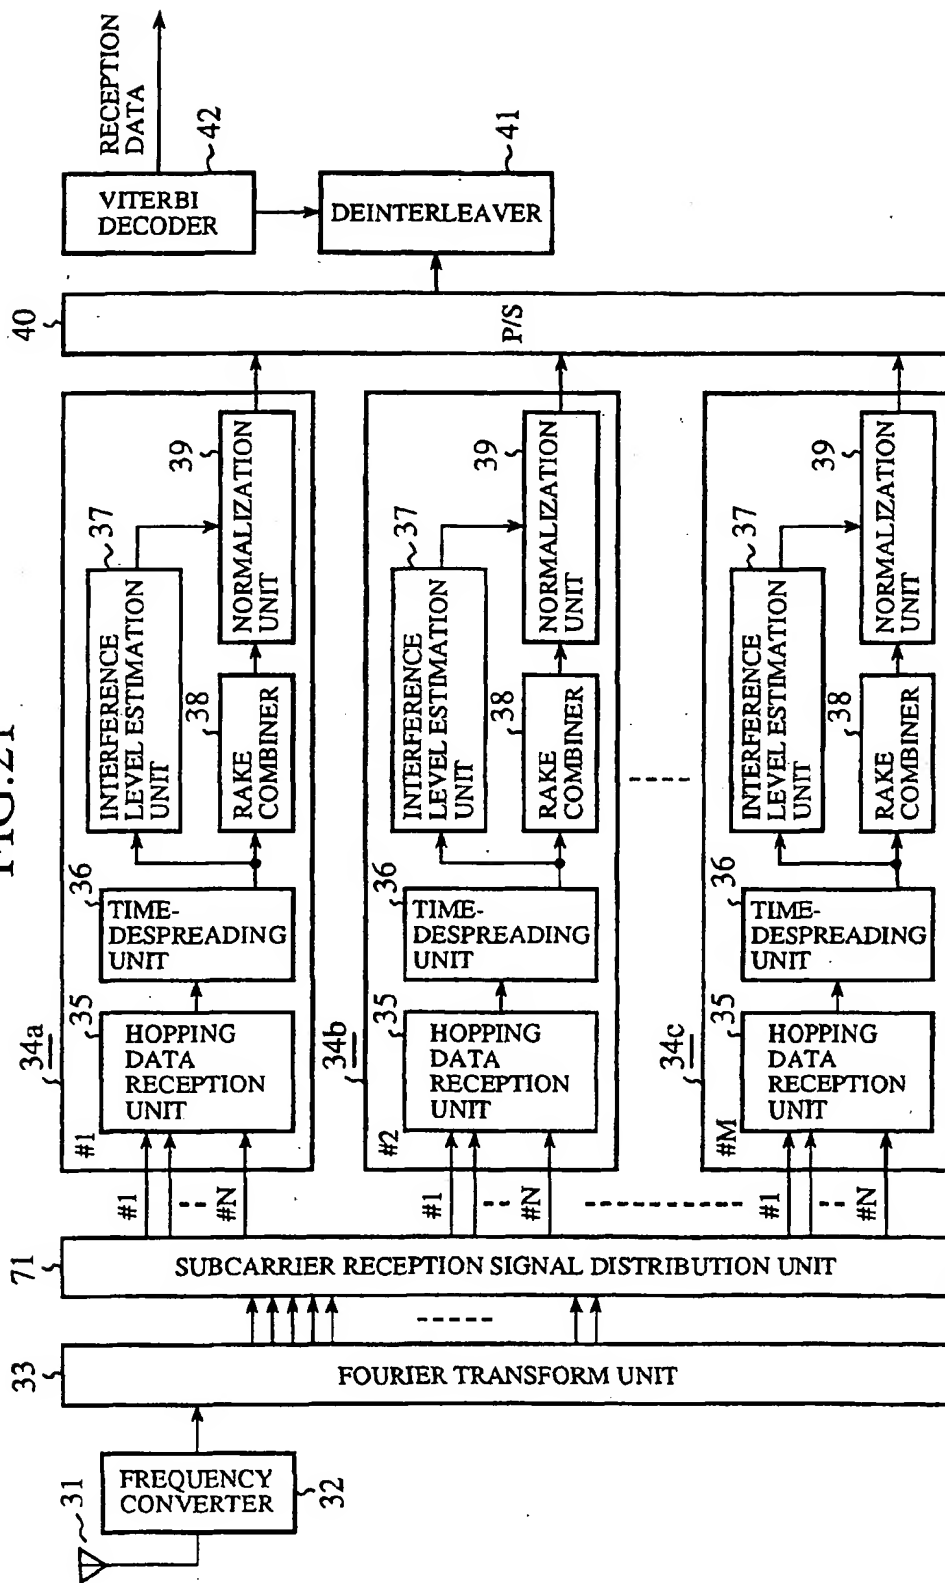 FIG.21
31
FREQUENCY
CONVERTER
32
33
FOURIER TRANSFORM UNIT
71
SUBCARRIER RECEPTION SIGNAL DISTRIBUTION UNIT
#1
#N
#1
34a
35
HOPPING
DATA
RECEPTION
UNIT
36
TIME-
DESPREADING
UNIT
37
INTERFERENCE
LEVEL ESTIMATION
UNIT
38
RAKE
COMBINER
39
NORMALIZATION
UNIT
#1
#N
#2
34b
35
HOPPING
DATA
RECEPTION
UNIT
36
TIME-
DESPREADING
UNIT
37
INTERFERENCE
LEVEL ESTIMATION
UNIT
38
RAKE
COMBINER
39
NORMALIZATION
UNIT
#1
#N
#M
34c
35
HOPPING
DATA
RECEPTION
UNIT
36
TIME-
DESPREADING
UNIT
37
INTERFERENCE
LEVEL ESTIMATION
UNIT
38
RAKE
COMBINER
39
NORMALIZATION
UNIT
40
P/S
DEINTERLEAVER
41
VITERBI
DECODER
42
RECEPTION
DATA